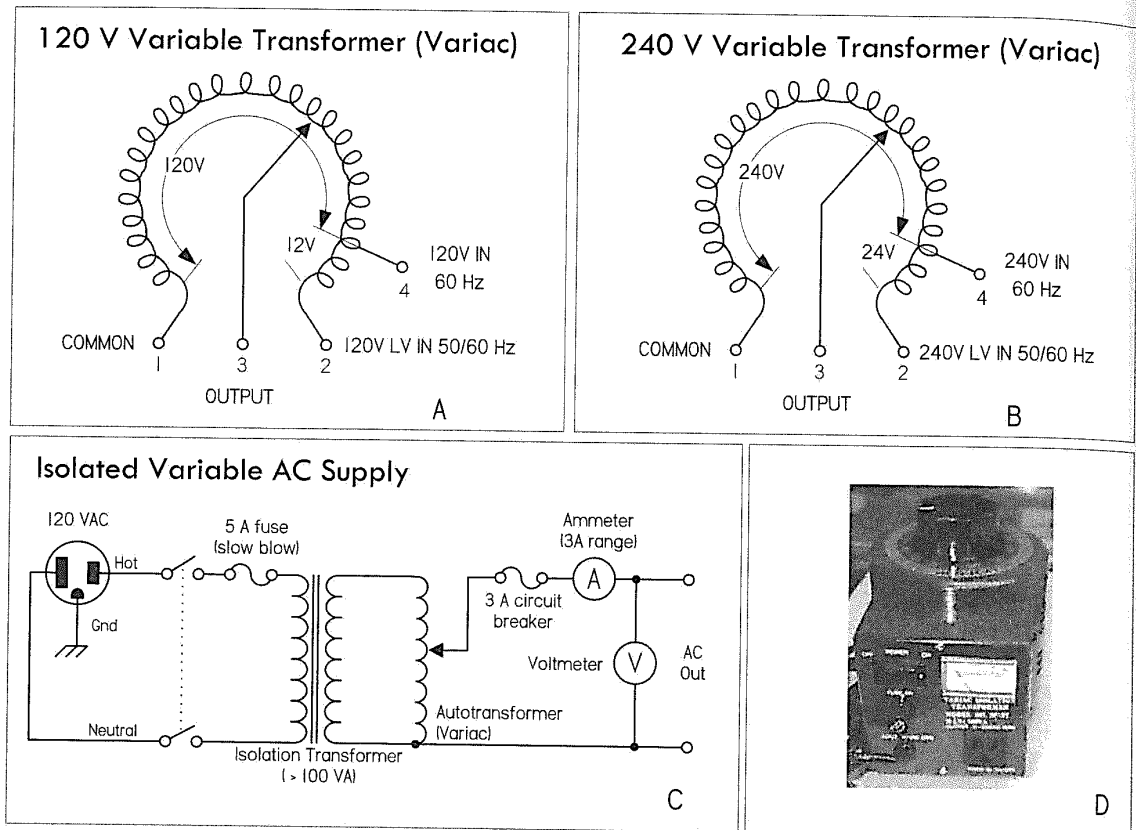 120 V Variable Transformer (Variac)
120V
12V
120V IN
60 Hz
4
COMMON
1
3
2
120V LV IN 50/60 Hz
OUTPUT
A
240 V Variable Transformer (Variac)
240V
24V
240V IN
60 Hz
4
COMMON
1
3
2
240V LV IN 50/60 Hz
OUTPUT
B
Isolated Variable AC Supply
120 VAC
Hot
Gnd
Neutral
5 A fuse
(slow blow)
Isolation Transformer
(> 100 VA)
Ammeter
(3A range)
A
3 A circuit
breaker
Voltmeter
V
AC
Out
Autotransformer
(Variac)
C
D